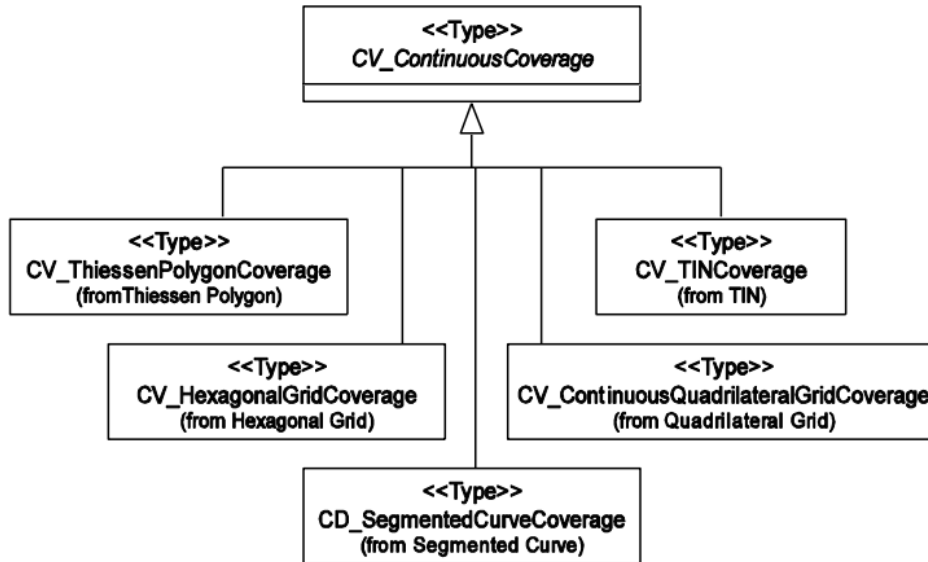 <<Type>>
CV_ContinuousCoverage
<<Type>>
CV_ThiessenPolygonCoverage
(fromThiessen Polygon)
<<Type>>
CV_TINCoverage
(from TIN)
<<Type>>
CV_HexagonalGridCoverage
(from Hexagonal Grid)
<<Type>>
CV_ContinuousQuadrilateralGridCoverage
(from Quadrilateral Grid)
<<Type>>
CD_SegmentedCurveCoverage
(from Segmented Curve)